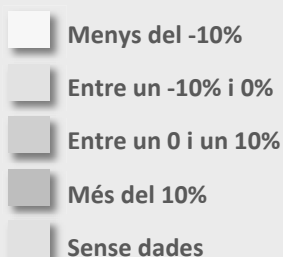 Menys del -10%
Entre un -10% i 0%
Entre un 0 i un 10%
Més del 10%
Sense dades